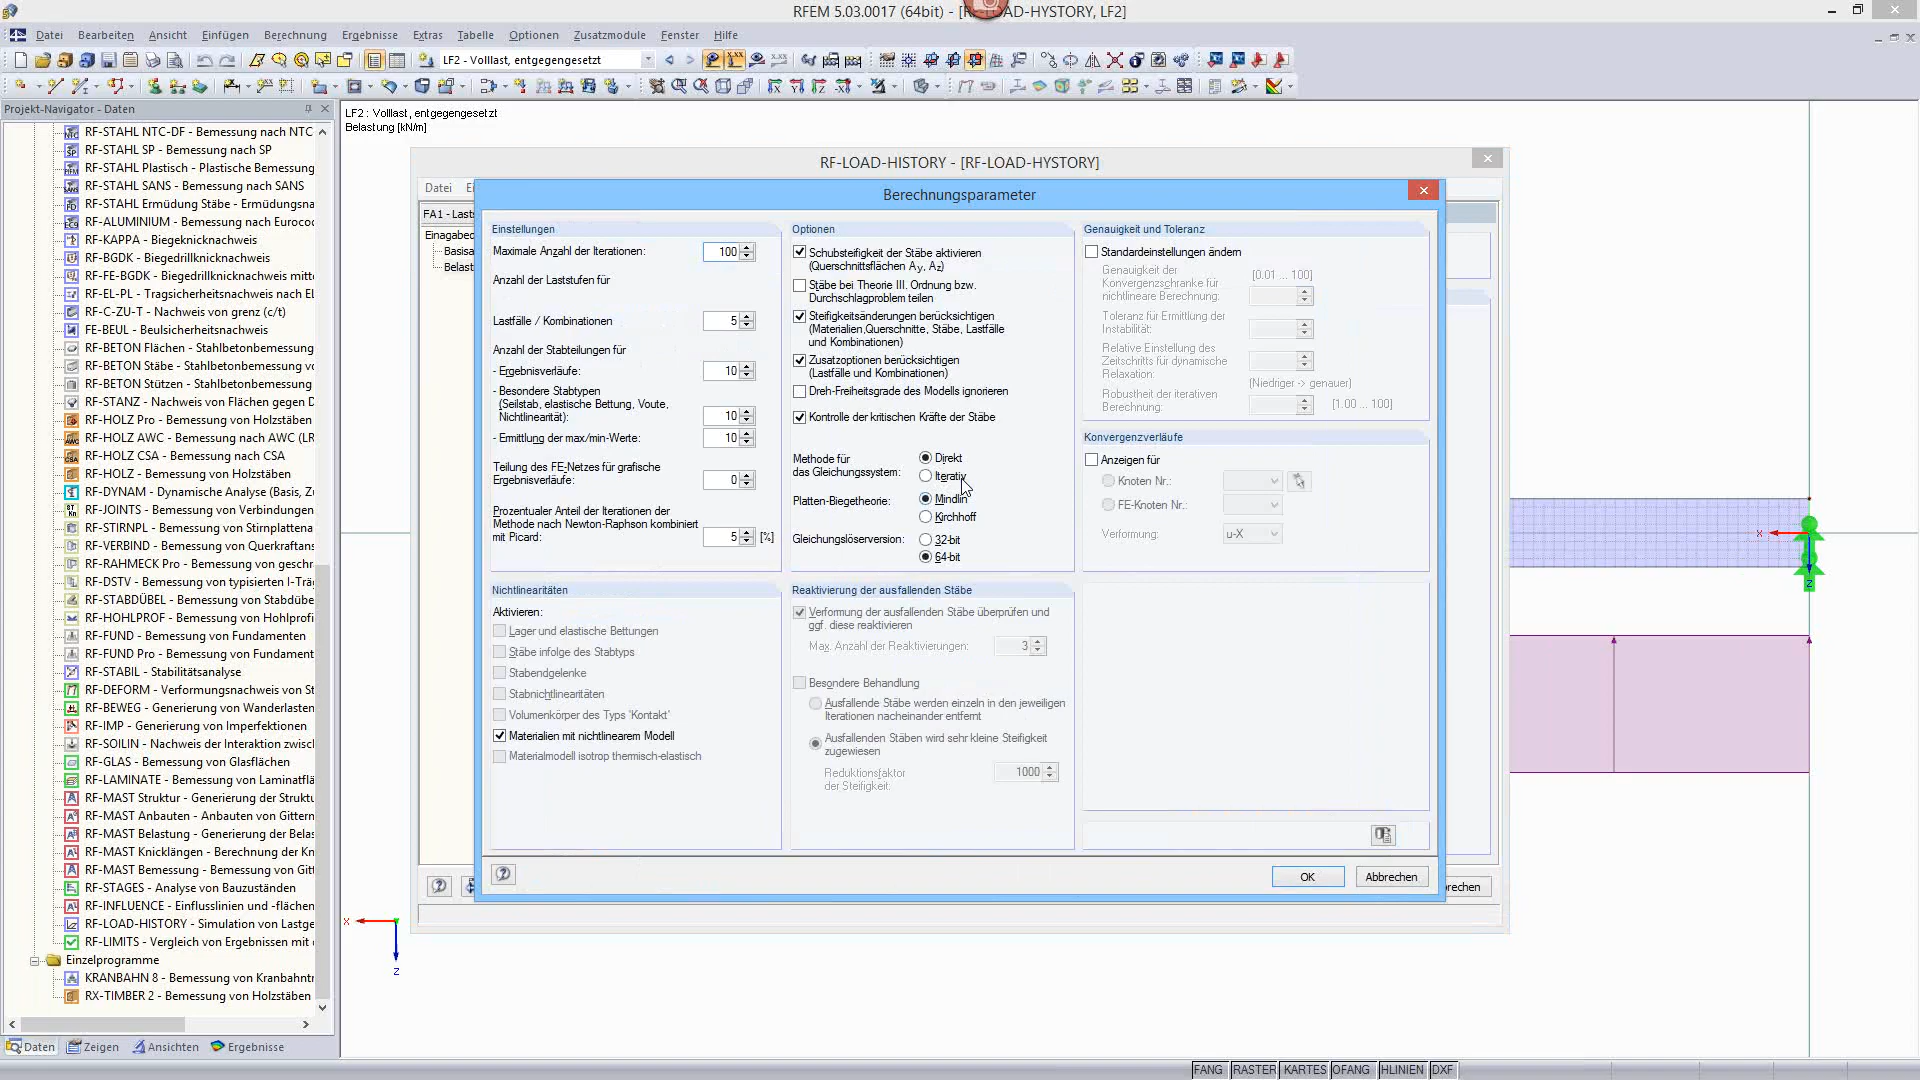 RFEM 5.03.0017 (64bit) - [RF-LOAD-HYSTORY, LF2]
Datei Bearbeiten Ansicht Einfügen Berechnung Ergebnisse Extras Tabelle Optionen Zusatzmodule Fenster Hilfe
LF2 - Volllast, entgegengesetzt
Projekt-Navigator - Daten
RF-STAHL NTC-DF - Bemessung nach NTC
RF-STAHL SP - Bemessung nach SP
RF-STAHL Plastisch - Plastische Bemessung
RF-STAHL SANS - Bemessung nach SANS
RF-STAHL Ermüdung Stäbe - Ermüdungsna
RF-ALUMINIUM - Bemessung nach Eurocod
RF-KAPPA - Biegeknicknachweis
RF-BGDK - Biegedrillknicknachweis
RF-FE-BGDK - Biegedrillknicknachweis mitte
RF-EL-PL - Tragsicherheitsnachweis nach EL
RF-C-ZU-T - Nachweis von grenz (c/t)
FE-BEUL - Beulsicherheitsnachweis
RF-BETON Flächen - Stahlbetonbemessung
RF-BETON Stäbe - Stahlbetonbemessung vo
RF-BETON Stützen - Stahlbetonbemessung
RF-STANZ - Nachweis von Flächen gegen D
RF-HOLZ Pro - Bemessung von Holzstäben
RF-HOLZ AWC - Bemessung nach AWC (LR
RF-HOLZ CSA - Bemessung nach CSA
RF-HOLZ - Bemessung von Holzstäben
RF-DYNAM - Dynamische Analyse (Basis, Zu
RF-JOINTS - Bemessung von Verbindungen
RF-STIRNPL - Bemessung von Stirnplattena
RF-VERBIND - Bemessung von Querkraftans
RF-RAHMECK Pro - Bemessung von Rahmen
RF-DSTV - Bemessung von typisierten I-Träg
RF-STABDÜBEL - Bemessung von Stabdübel
RF-HOHLPROF - Bemessung von Hohlprofi
RF-FUND - Bemessung von Fundamenten
RF-FUND Pro - Bemessung von Fundament
RF-STABIL - Stabilitätsanalyse
RF-DEFORM - Verformungsnachweis von St
RF-BEWEG - Generierung von Wanderlasten
RF-IMP - Generierung von Imperfektionen
RF-SOILIN - Nachweis der Interaktion zwisc
RF-GLAS - Bemessung von Glasflächen
RF-LAMINATE - Bemessung von Laminatflä
RF-MAST Struktur - Generierung der Struktu
RF-MAST Anbauten - Anbauten von Gittern
RF-MAST Belastung - Generierung der Belas
RF-MAST Knicklängen - Berechnung der Kn
RF-MAST Bemessung - Bemessung von Gitt
RF-STAGES - Analyse von Bauzuständen
RF-INFLUENCE - Einflusslinien und -flächen
RF-LOAD-HISTORY - Simulation von Lastge
RF-LIMITS - Vergleich von Ergebnissen mit
Einzelprogramme
KRANBAHN 8 - Bemessung von Kranbahntr
RX-TIMBER 2 - Bemessung von Holzstäben
Daten Zeigen Ansichten Ergebnisse
LF2 : Volllast, entgegengesetzt
Belastung [kN/m]
RF-LOAD-HISTORY - [RF-LOAD-HYSTORY]
Datei
FA1 - Last
Eingabed
Basisa
Belast
Berechnungsparameter
Einstellungen
Maximale Anzahl der Iterationen: 100
Anzahl der Laststufen für
Lastfälle / Kombinationen 5
Anzahl der Stabteilungen für
- Ergebnisverläufe: 10
- Besondere Stabtypen
(Seilstab, elastische Bettung, Voute,
Nichtlinearität): 10
- Ermittlung der max/min-Werte: 10
Teilung des FE-Netzes für grafische
Ergebnisverläufe: 0
Prozentualer Anteil der Iterationen der
Methode nach Newton-Raphson kombiniert
mit Picard: 5 [%]
Optionen
Schubsteifigkeit der Stäbe aktivieren
(Querschnittsflächen Ay, Az)
Stäbe bei Theorie III. Ordnung bzw.
Durchschlagproblem teilen
Steifigkeitsänderungen berücksichtigen
(Materialien,Querschnitte, Stäbe, Lastfälle
und Kombinationen)
Zusatzoptionen berücksichtigen
(Lastfälle und Kombinationen)
Dreh-Freiheitsgrade des Modells ignorieren
Kontrolle der kritischen Kräfte der Stäbe
Methode für
das Gleichungssystem:
Direkt
Iterativ
Platten-Biegetheorie:
Mindlin
Kirchhoff
Gleichungslöserversion:
32-bit
64-bit
Genauigkeit und Toleranz
Standardeinstellungen ändern
Genauigkeit der
Konvergenzschranke für
nichtlineare Berechnung:
[0.01 ... 100]
Toleranz für Ermittlung der
Instabilität:
Relative Einstellung des
Zeitschritts für dynamische
Relaxation:
(Niedriger -> genauer)
Robustheit der iterativen
Berechnung:
[1.00 ... 100]
Konvergenzverläufe
Anzeigen für
Knoten Nr.:
FE-Knoten Nr.:
Verformung: u-X
Nichtlinearitäten
Aktivieren:
Lager und elastische Bettungen
Stäbe infolge des Stabtyps
Stabendgelenke
Stabnichtlinearitäten
Volumenkörper des Typs 'Kontakt'
Materialien mit nichtlinearem Modell
Materialmodell isotrop thermisch-elastisch
Reaktivierung der ausfallenden Stäbe
Verformung der ausfallenden Stäbe überprüfen und
ggf. diese reaktivieren
Max. Anzahl der Reaktivierungen: 3
Besondere Behandlung
Ausfallende Stäbe werden einzeln in den jeweiligen
Iterationen nacheinander entfernt
Ausfallenden Stäben wird sehr kleine Steifigkeit
zugewiesen
Reduktionsfaktor
der Steifigkeit: 1000
OK Abbrechen
rechen
X
Z
X
Z
FANG RASTER KARTES OFANG HLINIEN DXF